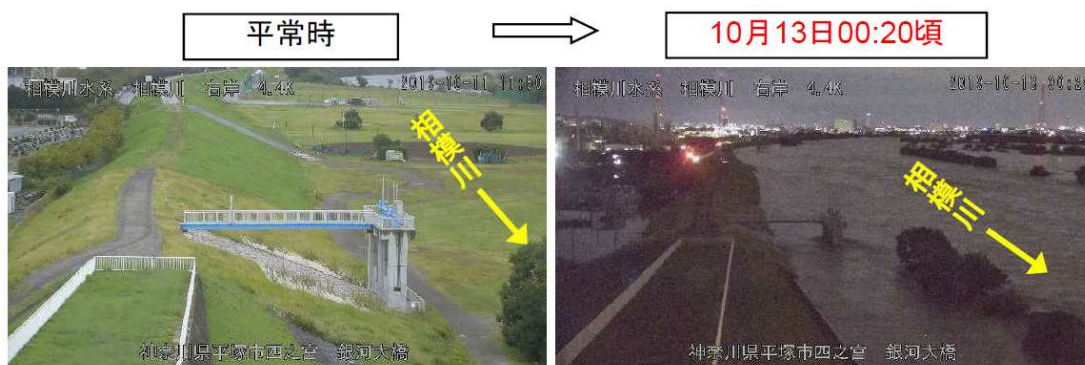 平常時
10月13日00:20頃
相模川水系 相模川 右岸 4.4K
2019-10-11 11:50
相模川
神奈川県平塚市四之宮 銀河大橋
相模川水系 相模川 右岸 4.4K
相模川
神奈川県平塚市四之宮 銀河大橋